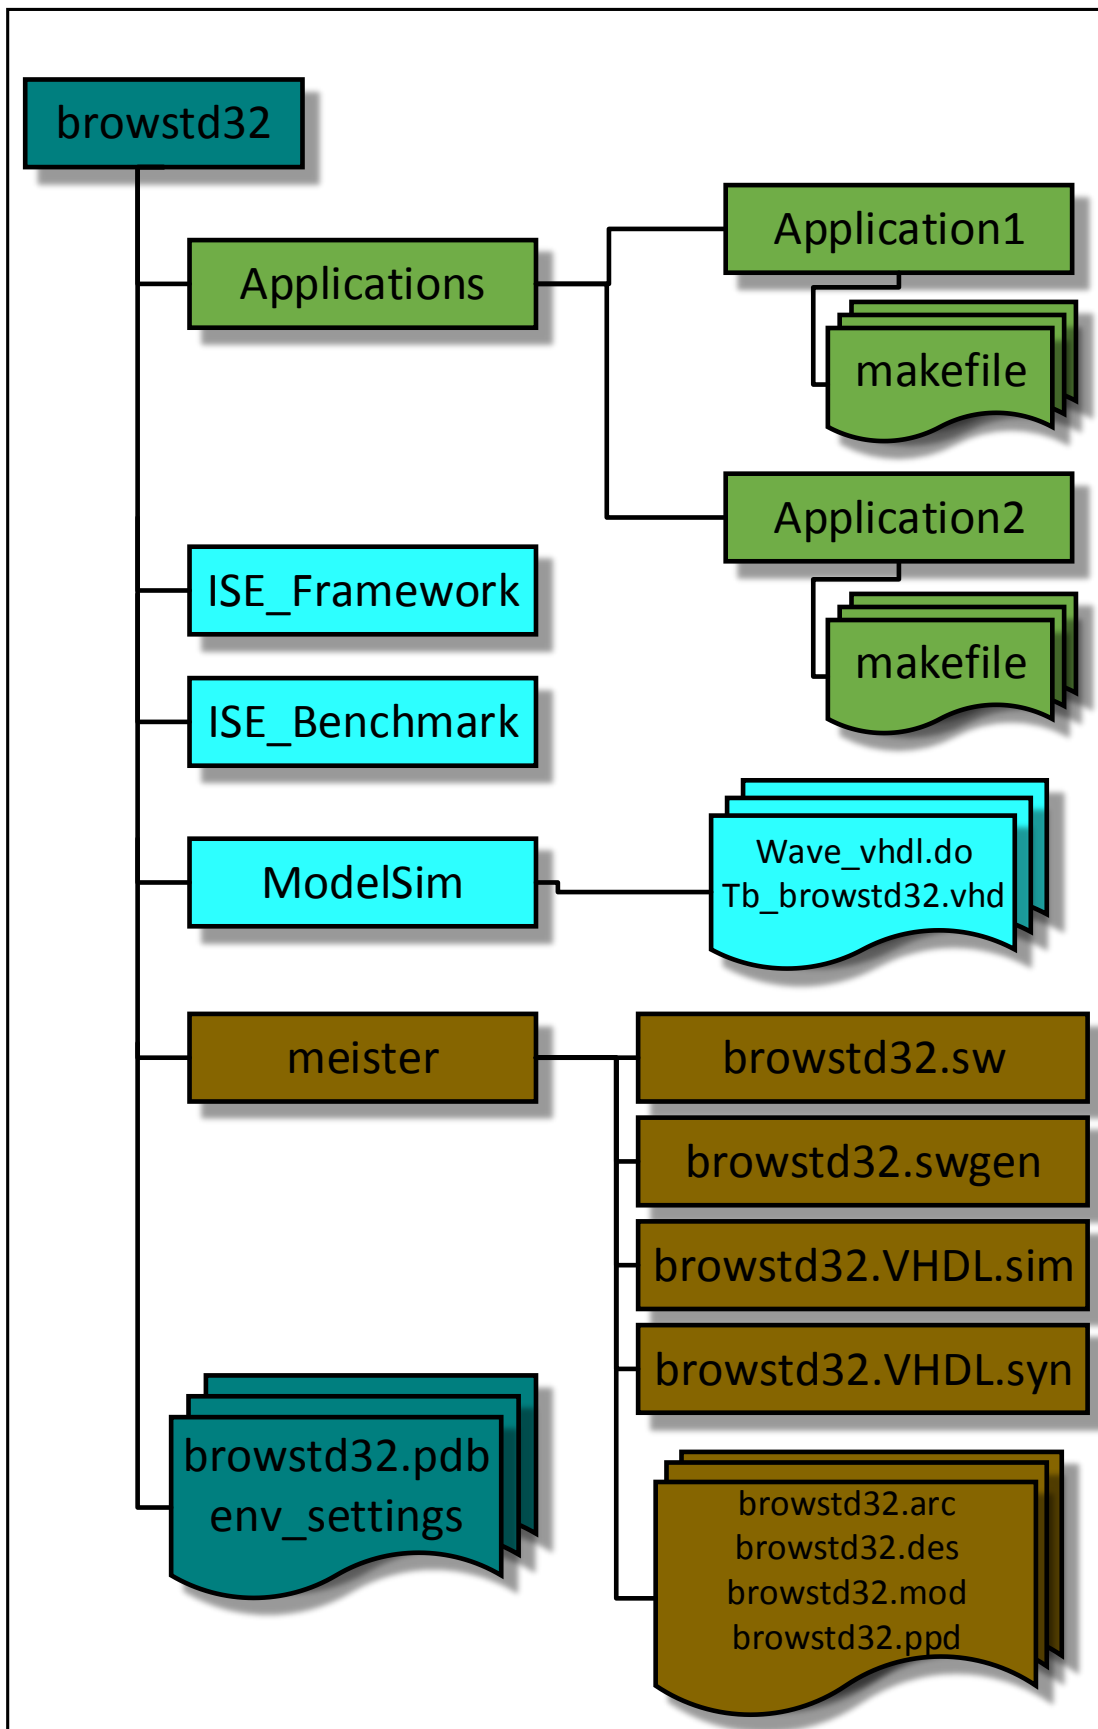 browstd32
Applications
Application1
makefile
Application2
makefile
ISE_Framework
ISE_Benchmark
ModelSim
Wave_vhdl.do
Tb_browstd32.vhd
meister
browstd32.sw
browstd32.swgen
browstd32.VHDL.sim
browstd32.VHDL.syn
browstd32.arc
browstd32.des
browstd32.mod
browstd32.ppd
browstd32.pdb
env_settings